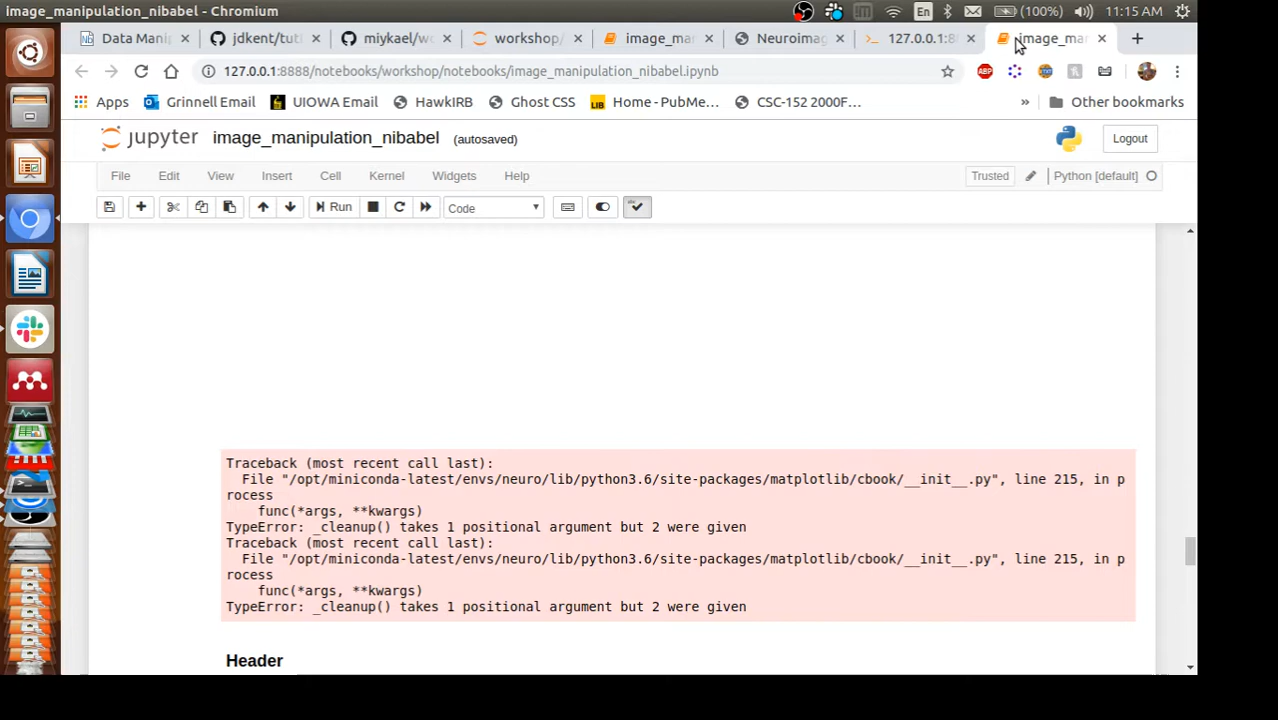 image_manipulation_nibabel - Chromium
En
(100%)
11:15 AM
Data Mani
jdkent/tut
miykael/w
workshop/
image_ma
Neuroimag
127.0.0.1:8
image_ma
127.0.0.1:8888/notebooks/workshop/notebooks/image_manipulation_nibabel.ipynb
ABP
Apps
Grinnell Email
UIOWA Email
HawkIRB
Ghost CSS
LIB
Home - PubMe...
CSC-152 2000F...
»
Other bookmarks
jupyter
image_manipulation_nibabel
(autosaved)
Logout
File
Edit
View
Insert
Cell
Kernel
Widgets
Help
Trusted
Python [default]
Run
Code
Traceback (most recent call last):
File "/opt/miniconda-latest/envs/neuro/lib/python3.6/site-packages/matplotlib/cbook/__init__.py", line 215, in p
rocess
func(*args, **kwargs)
TypeError: _cleanup() takes 1 positional argument but 2 were given
Traceback (most recent call last):
File "/opt/miniconda-latest/envs/neuro/lib/python3.6/site-packages/matplotlib/cbook/__init__.py", line 215, in p
rocess
func(*args, **kwargs)
TypeError: _cleanup() takes 1 positional argument but 2 were given
Header